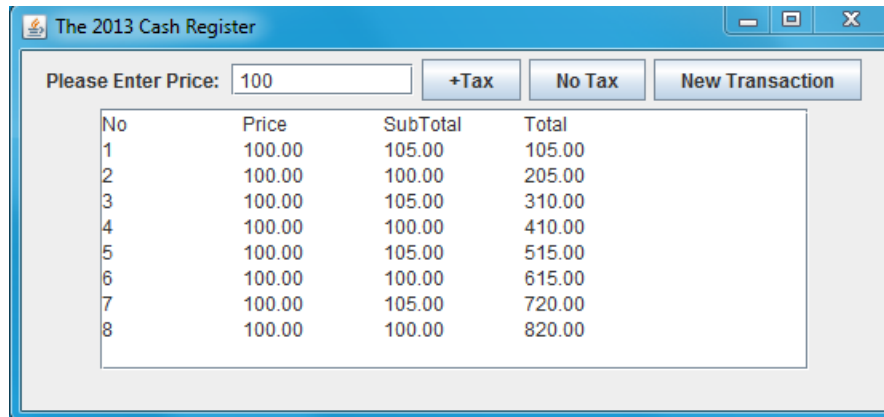 The 2013 Cash Register
Please Enter Price: 100 +Tax No Tax New Transaction
No Price SubTotal Total
1 100.00 105.00 105.00
2 100.00 100.00 205.00
3 100.00 105.00 310.00
4 100.00 100.00 410.00
5 100.00 105.00 515.00
6 100.00 100.00 615.00
7 100.00 105.00 720.00
8 100.00 100.00 820.00